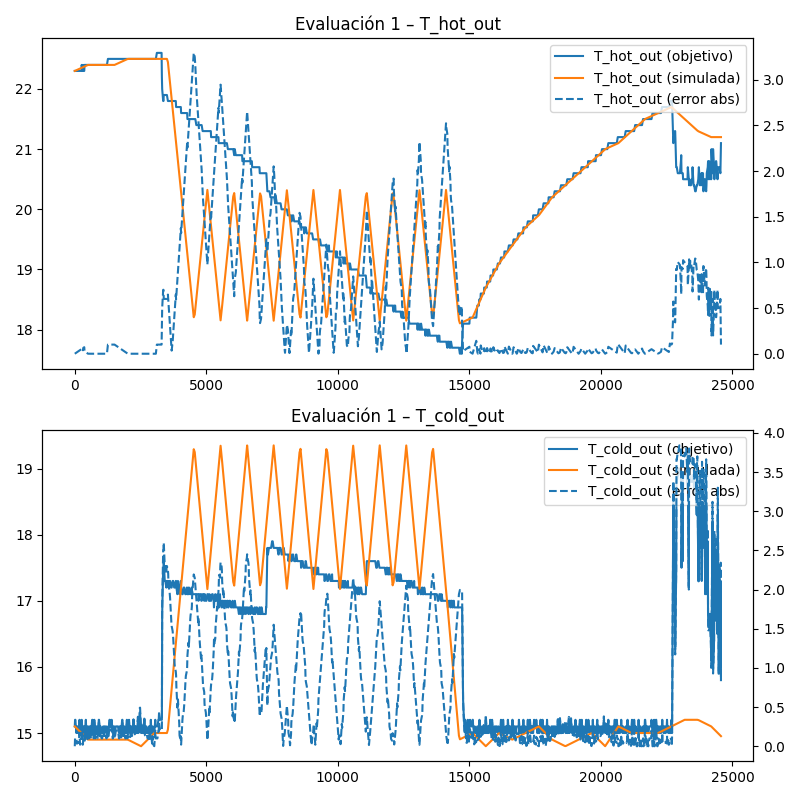 Evaluación 1 – T_hot_out
T_hot_out (objetivo)
T_hot_out (simulada)
T_hot_out (error abs)
22
21
20
19
18
3.0
2.5
2.0
1.5
1.0
0.5
0.0
0 5000 10000 15000 20000 25000
Evaluación 1 – T_cold_out
T_cold_out (objetivo)
T_cold_out (simulada)
T_cold_out (error abs)
19
18
17
16
15
4.0
3.5
3.0
2.5
2.0
1.5
1.0
0.5
0.0
0 5000 10000 15000 20000 25000